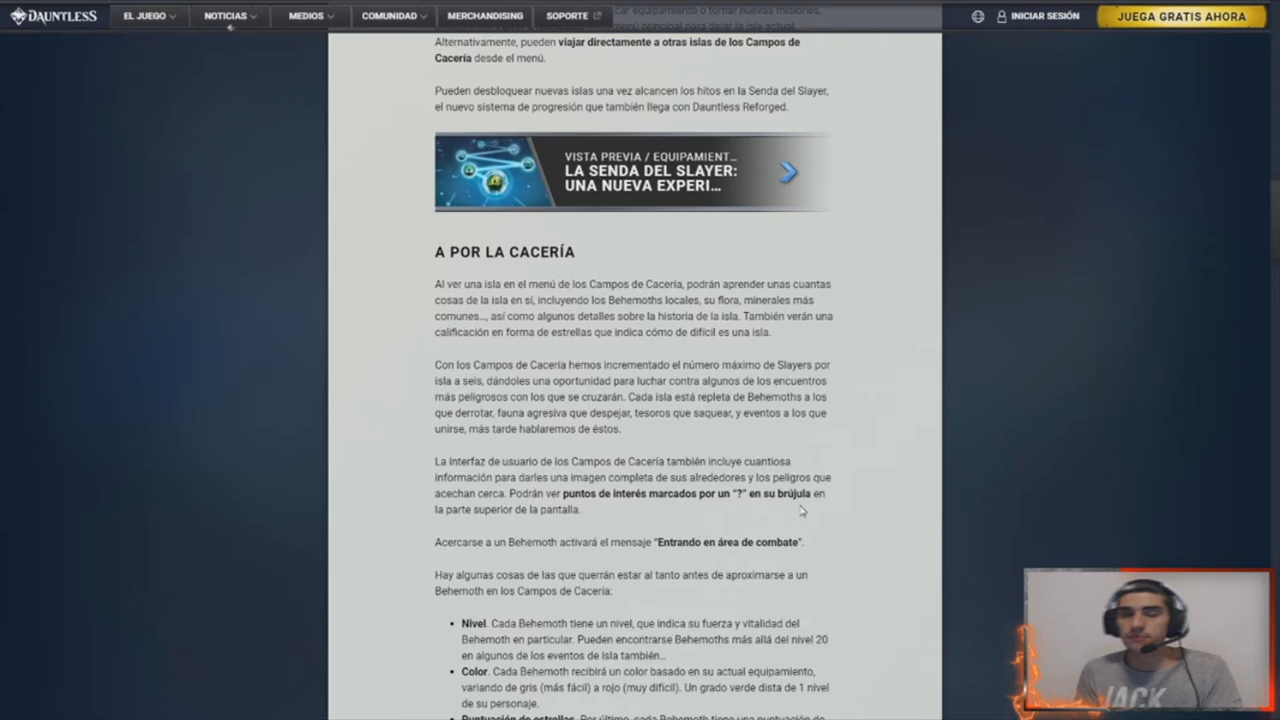 DAUNTLESS
EL JUEGO
NOTICIAS
MEDIOS
COMUNIDAD
MERCHANDISING
SOPORTE
INICIAR SESIÓN
JUEGA GRATIS AHORA
car equipamiento o tomar nuevas misiones,
Alternativamente, pueden viajar directamente a otras islas de los Campos de
Cacería desde el menú.
Pueden desbloquear nuevas islas una vez alcancen los hitos en la Senda del Slayer,
el nuevo sistema de progresión que también llega con Dauntless Reforged.
VISTA PREVIA / EQUIPAMIENT...
LA SENDA DEL SLAYER:
UNA NUEVA EXPERI...
A POR LA CACERÍA
Al ver una isla en el menú de los Campos de Cacería, podrán aprender unas cuantas
cosas de la isla en sí, incluyendo los Behemoths locales, su flora, minerales más
comunes..., así como algunos detalles sobre la historia de la isla. También verán una
calificación en forma de estrellas que indica cómo de difícil es una isla.
Con los Campos de Cacería hemos incrementado el número máximo de Slayers por
isla a seis, dándoles una oportunidad para luchar contra algunos de los encuentros
más peligrosos con los que se cruzarán. Cada isla está repleta de Behemoths a los
que derrotar, fauna agresiva que despejar, tesoros que saquear, y eventos a los que
unirse, más tarde hablaremos de éstos.
La interfaz de usuario de los Campos de Cacería también incluye cuantiosa
información para darles una imagen completa de sus alrededores y los peligros que
acechan cerca. Podrán ver puntos de interés marcados por un "?" en su brújula en
la parte superior de la pantalla.
Acercarse a un Behemoth activará el mensaje "Entrando en área de combate".
Hay algunas cosas de las que querrán estar al tanto antes de aproximarse a un
Behemoth en los Campos de Cacería:
• Nivel. Cada Behemoth tiene un nivel, que indica su fuerza y vitalidad del
Behemoth en particular. Pueden encontrarse Behemoths más allá del nivel 20
en algunos de los eventos de isla también...
• Color. Cada Behemoth recibirá un color basado en su actual equipamiento,
variando de gris (más fácil) a rojo (muy difícil). Un grado verde dista de 1 nivel
de su personaje.
• Puntuación de estrellas. Por último, cada Behemoth tiene una puntuación de
JACK